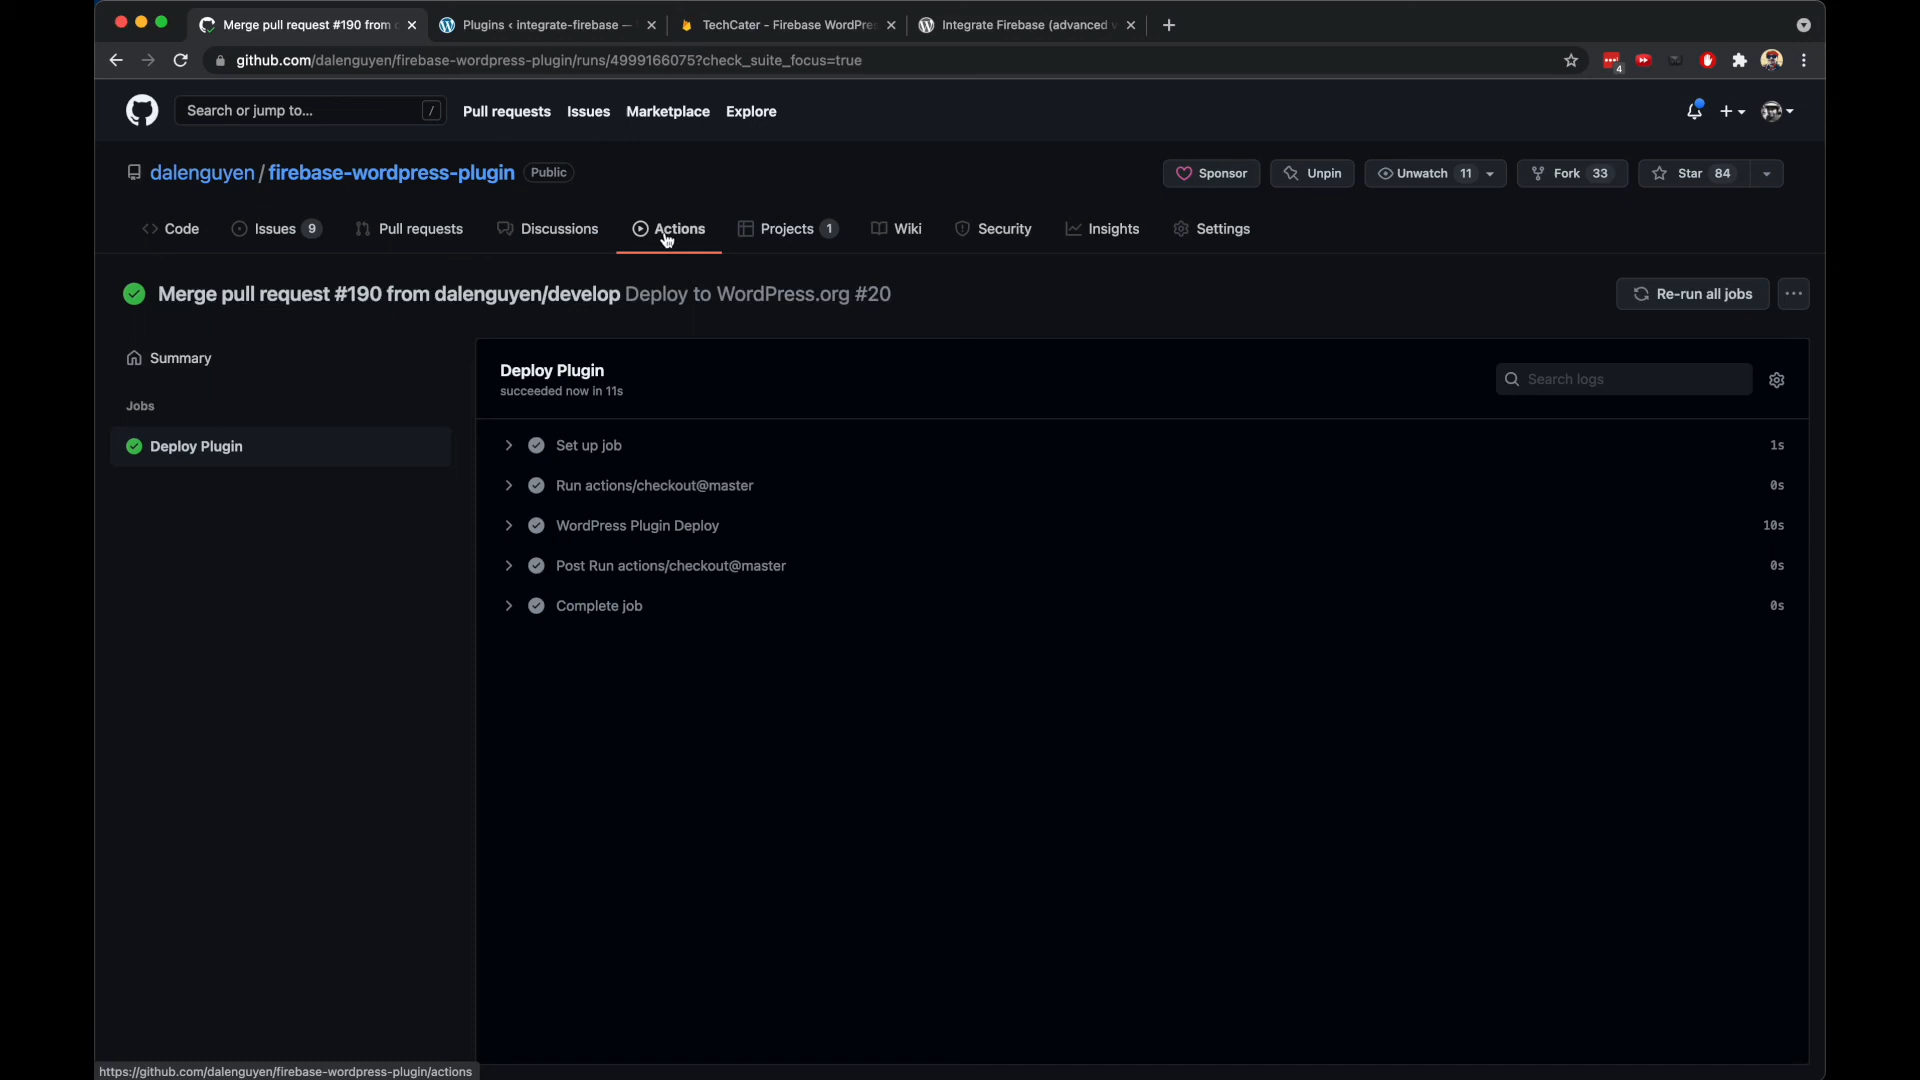 Merge pull request #190 from
Plugins ‹ integrate-firebase —
TechCater - Firebase WordPres
Integrate Firebase (advanced v
github.com/dalenguyen/firebase-wordpress-plugin/runs/4999166075?check_suite_focus=true
4
Search or jump to...
/
Pull requests
Issues
Marketplace
Explore
dalenguyen / firebase-wordpress-plugin
Public
Sponsor
Unpin
Unwatch 11
Fork 33
Star 84
Code
Issues 9
Pull requests
Discussions
Actions
Projects 1
Wiki
Security
Insights
Settings
Merge pull request #190 from dalenguyen/develop Deploy to WordPress.org #20
Re-run all jobs
Summary
Jobs
Deploy Plugin
Deploy Plugin
succeeded now in 11s
Search logs
Set up job 1s
Run actions/checkout@master 0s
WordPress Plugin Deploy 10s
Post Run actions/checkout@master 0s
Complete job 0s
https://github.com/dalenguyen/firebase-wordpress-plugin/actions